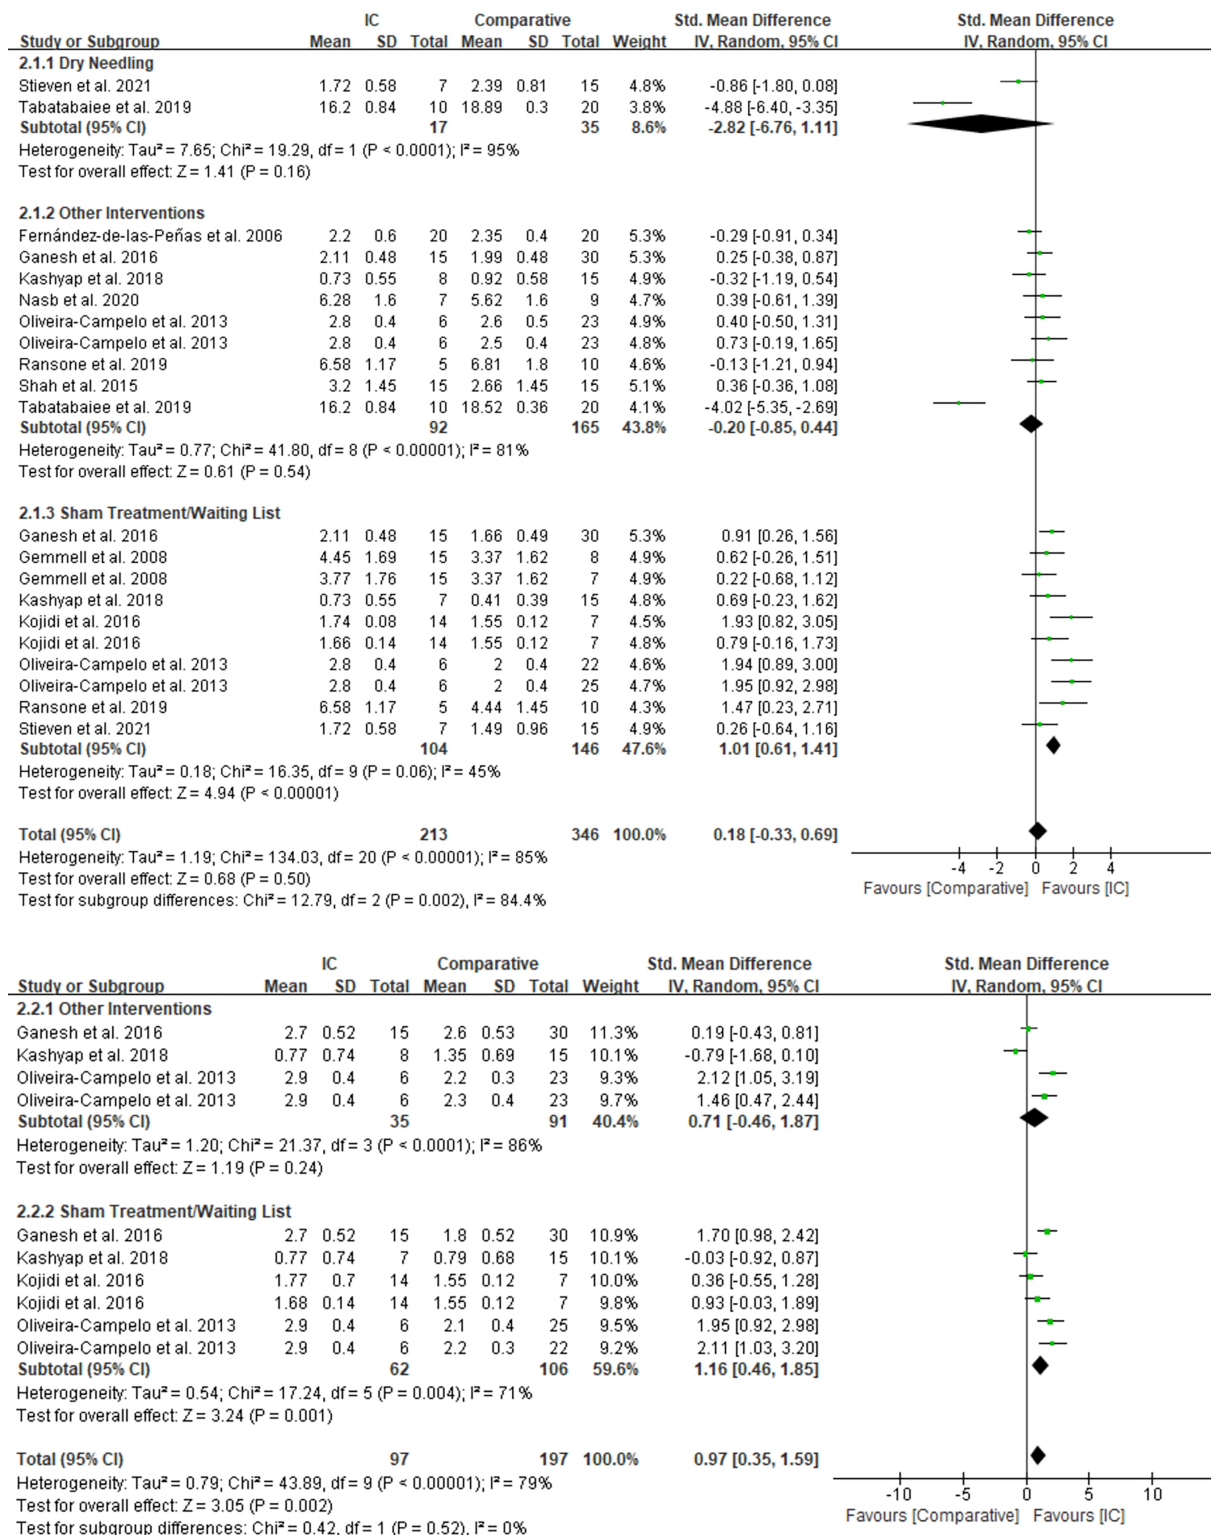 IC Comparative Std. Mean Difference Std. Mean Difference
Study or Subgroup Mean SD Total Mean SD Total Weight IV, Random, 95% CI IV, Random, 95% CI
2.1.1 Dry Needling
Stieven et al. 2021 1.72 0.58 7 2.39 0.81 15 4.8% -0.86 [-1.80, 0.08]
Tabatabaiee et al. 2019 16.2 0.84 10 18.89 0.3 20 3.8% -4.88 [-6.40, -3.35]
Subtotal (95% CI) 17 35 8.6% -2.82 [-6.76, 1.11]
Heterogeneity: Tau² = 7.65; Chi² = 19.29, df = 1 (P < 0.0001); I² = 95%
Test for overall effect: Z = 1.41 (P = 0.16)
2.1.2 Other Interventions
Fernández-de-las-Peñas et al. 2006 2.2 0.6 20 2.35 0.4 20 5.3% -0.29 [-0.91, 0.34]
Ganesh et al. 2016 2.11 0.48 15 1.99 0.48 30 5.3% 0.25 [-0.38, 0.87]
Kashyap et al. 2018 0.73 0.55 8 0.92 0.58 15 4.9% -0.32 [-1.19, 0.54]
Nasb et al. 2020 6.28 1.6 7 5.62 1.6 9 4.7% 0.39 [-0.61, 1.39]
Oliveira-Campelo et al. 2013 2.8 0.4 6 2.6 0.5 23 4.9% 0.40 [-0.50, 1.31]
Oliveira-Campelo et al. 2013 2.8 0.4 6 2.5 0.4 23 4.8% 0.73 [-0.19, 1.65]
Ransone et al. 2019 6.58 1.17 5 6.81 1.8 10 4.6% -0.13 [-1.21, 0.94]
Shah et al. 2015 3.2 1.45 15 2.66 1.45 15 5.1% 0.36 [-0.36, 1.08]
Tabatabaiee et al. 2019 16.2 0.84 10 18.52 0.36 20 4.1% -4.02 [-5.35, -2.69]
Subtotal (95% CI) 92 165 43.8% -0.20 [-0.85, 0.44]
Heterogeneity: Tau² = 0.77; Chi² = 41.80, df = 8 (P < 0.00001); I² = 81%
Test for overall effect: Z = 0.61 (P = 0.54)
2.1.3 Sham Treatment/Waiting List
Ganesh et al. 2016 2.11 0.48 15 1.66 0.49 30 5.3% 0.91 [0.26, 1.56]
Gemmell et al. 2008 4.45 1.69 15 3.37 1.62 8 4.9% 0.62 [-0.26, 1.51]
Gemmell et al. 2008 3.77 1.76 15 3.37 1.62 7 4.9% 0.22 [-0.68, 1.12]
Kashyap et al. 2018 0.73 0.55 7 0.41 0.39 15 4.8% 0.69 [-0.23, 1.62]
Kojidi et al. 2016 1.74 0.08 14 1.55 0.12 7 4.5% 1.93 [0.82, 3.05]
Kojidi et al. 2016 1.66 0.14 14 1.55 0.12 7 4.8% 0.79 [-0.16, 1.73]
Oliveira-Campelo et al. 2013 2.8 0.4 6 2 0.4 22 4.6% 1.94 [0.89, 3.00]
Oliveira-Campelo et al. 2013 2.8 0.4 6 2 0.4 25 4.7% 1.95 [0.92, 2.98]
Ransone et al. 2019 6.58 1.17 5 4.44 1.45 10 4.3% 1.47 [0.23, 2.71]
Stieven et al. 2021 1.72 0.58 7 1.49 0.96 15 4.9% 0.26 [-0.64, 1.16]
Subtotal (95% CI) 104 146 47.6% 1.01 [0.61, 1.41]
Heterogeneity: Tau² = 0.18; Chi² = 16.35, df = 9 (P = 0.06); I² = 45%
Test for overall effect: Z = 4.94 (P < 0.00001)
Total (95% CI) 213 346 100.0% 0.18 [-0.33, 0.69]
Heterogeneity: Tau² = 1.19; Chi² = 134.03, df = 20 (P < 0.00001); I² = 85%
Test for overall effect: Z = 0.68 (P = 0.50)
Test for subgroup differences: Chi² = 12.79, df = 2 (P = 0.002), I² = 84.4%
-4 -2 0 2 4
Favours [Comparative] Favours [IC]
IC Comparative Std. Mean Difference Std. Mean Difference
Study or Subgroup Mean SD Total Mean SD Total Weight IV, Random, 95% CI IV, Random, 95% CI
2.2.1 Other Interventions
Ganesh et al. 2016 2.7 0.52 15 2.6 0.53 30 11.3% 0.19 [-0.43, 0.81]
Kashyap et al. 2018 0.77 0.74 8 1.35 0.69 15 10.1% -0.79 [-1.68, 0.10]
Oliveira-Campelo et al. 2013 2.9 0.4 6 2.2 0.3 23 9.3% 2.12 [1.05, 3.19]
Oliveira-Campelo et al. 2013 2.9 0.4 6 2.3 0.4 23 9.7% 1.46 [0.47, 2.44]
Subtotal (95% CI) 35 91 40.4% 0.71 [-0.46, 1.87]
Heterogeneity: Tau² = 1.20; Chi² = 21.37, df = 3 (P < 0.0001); I² = 86%
Test for overall effect: Z = 1.19 (P = 0.24)
2.2.2 Sham Treatment/Waiting List
Ganesh et al. 2016 2.7 0.52 15 1.8 0.52 30 10.9% 1.70 [0.98, 2.42]
Kashyap et al. 2018 0.77 0.74 7 0.79 0.68 15 10.1% -0.03 [-0.92, 0.87]
Kojidi et al. 2016 1.77 0.7 14 1.55 0.12 7 10.0% 0.36 [-0.55, 1.28]
Kojidi et al. 2016 1.68 0.14 14 1.55 0.12 7 9.8% 0.93 [-0.03, 1.89]
Oliveira-Campelo et al. 2013 2.9 0.4 6 2.1 0.4 25 9.5% 1.95 [0.92, 2.98]
Oliveira-Campelo et al. 2013 2.9 0.4 6 2.2 0.3 22 9.2% 2.11 [1.03, 3.20]
Subtotal (95% CI) 62 106 59.6% 1.16 [0.46, 1.85]
Heterogeneity: Tau² = 0.54; Chi² = 17.24, df = 5 (P = 0.004); I² = 71%
Test for overall effect: Z = 3.24 (P = 0.001)
Total (95% CI) 97 197 100.0% 0.97 [0.35, 1.59]
Heterogeneity: Tau² = 0.79; Chi² = 43.89, df = 9 (P < 0.00001); I² = 79%
Test for overall effect: Z = 3.05 (P = 0.002)
Test for subgroup differences: Chi² = 0.42, df = 1 (P = 0.52), I² = 0%
-10 -5 0 5 10
Favours [Comparative] Favours [IC]